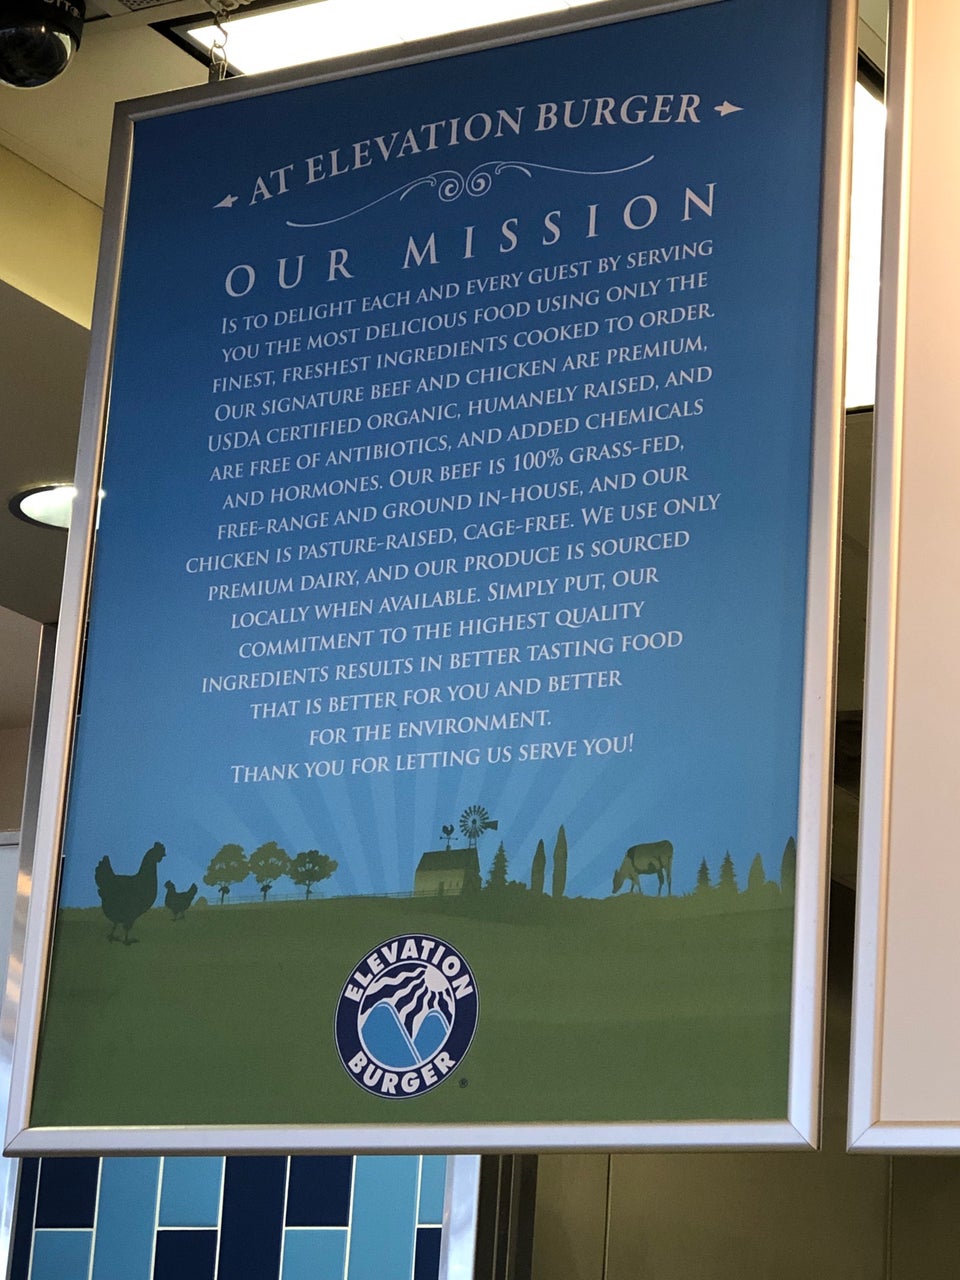 AT ELEVATION BURGER
OUR MISSION
IS TO DELIGHT EACH AND EVERY GUEST BY SERVING
YOU THE MOST DELICIOUS FOOD USING ONLY THE
FINEST, FRESHEST INGREDIENTS COOKED TO ORDER.
OUR SIGNATURE BEEF AND CHICKEN ARE PREMIUM,
USDA CERTIFIED ORGANIC, HUMANELY RAISED, AND
ARE FREE OF ANTIBIOTICS, AND ADDED CHEMICALS
AND HORMONES. OUR BEEF IS 100% GRASS-FED,
FREE-RANGE AND GROUND IN-HOUSE, AND OUR
CHICKEN IS PASTURE-RAISED, CAGE-FREE. WE USE ONLY
PREMIUM DAIRY, AND OUR PRODUCE IS SOURCED
LOCALLY WHEN AVAILABLE. SIMPLY PUT, OUR
COMMITMENT TO THE HIGHEST QUALITY
INGREDIENTS RESULTS IN BETTER TASTING FOOD
THAT IS BETTER FOR YOU AND BETTER
FOR THE ENVIRONMENT.
THANK YOU FOR LETTING US SERVE YOU!
ELEVATION
BURGER
®